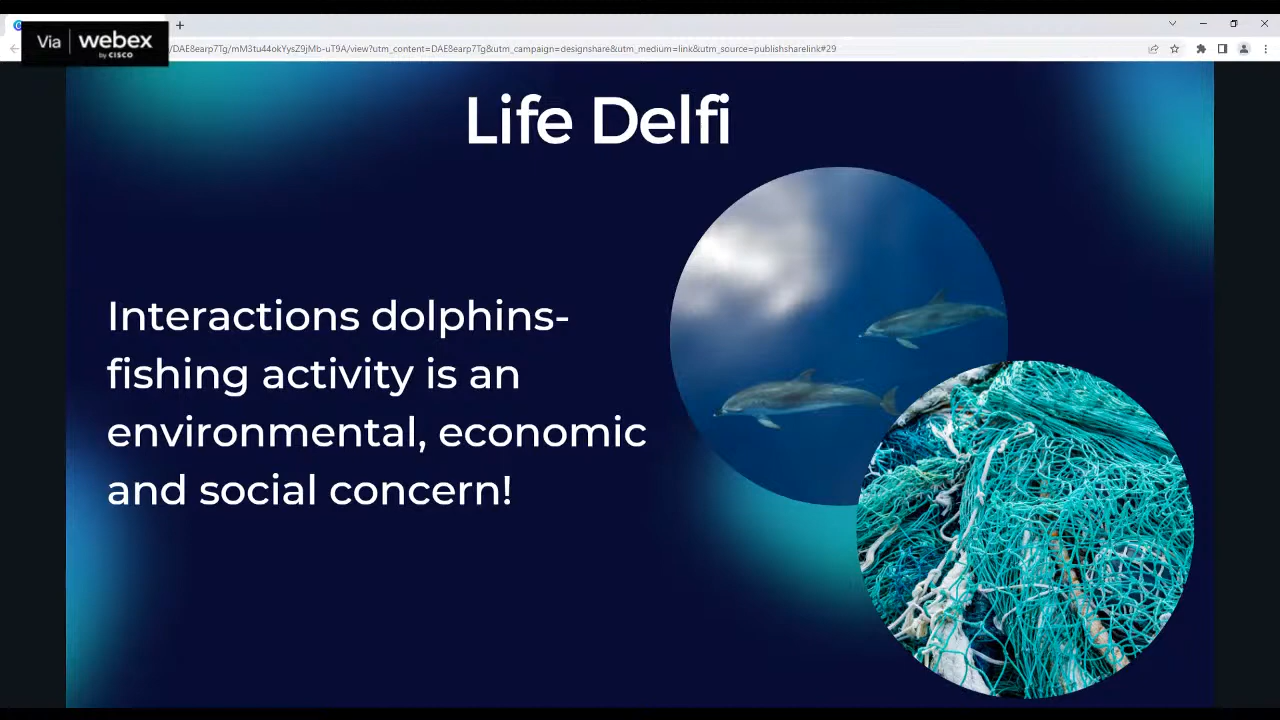 Via webex
by CISCO
/DAE8earp7Tg/mM3tu44okYysZ9jMb-uT9A/view?utm_content=DAE8earp7Tg&utm_campaign=designshare&utm_medium=link&utm_source=publishsharelink#29
Life Delfi
Interactions dolphins-
fishing activity is an
environmental, economic
and social concern!